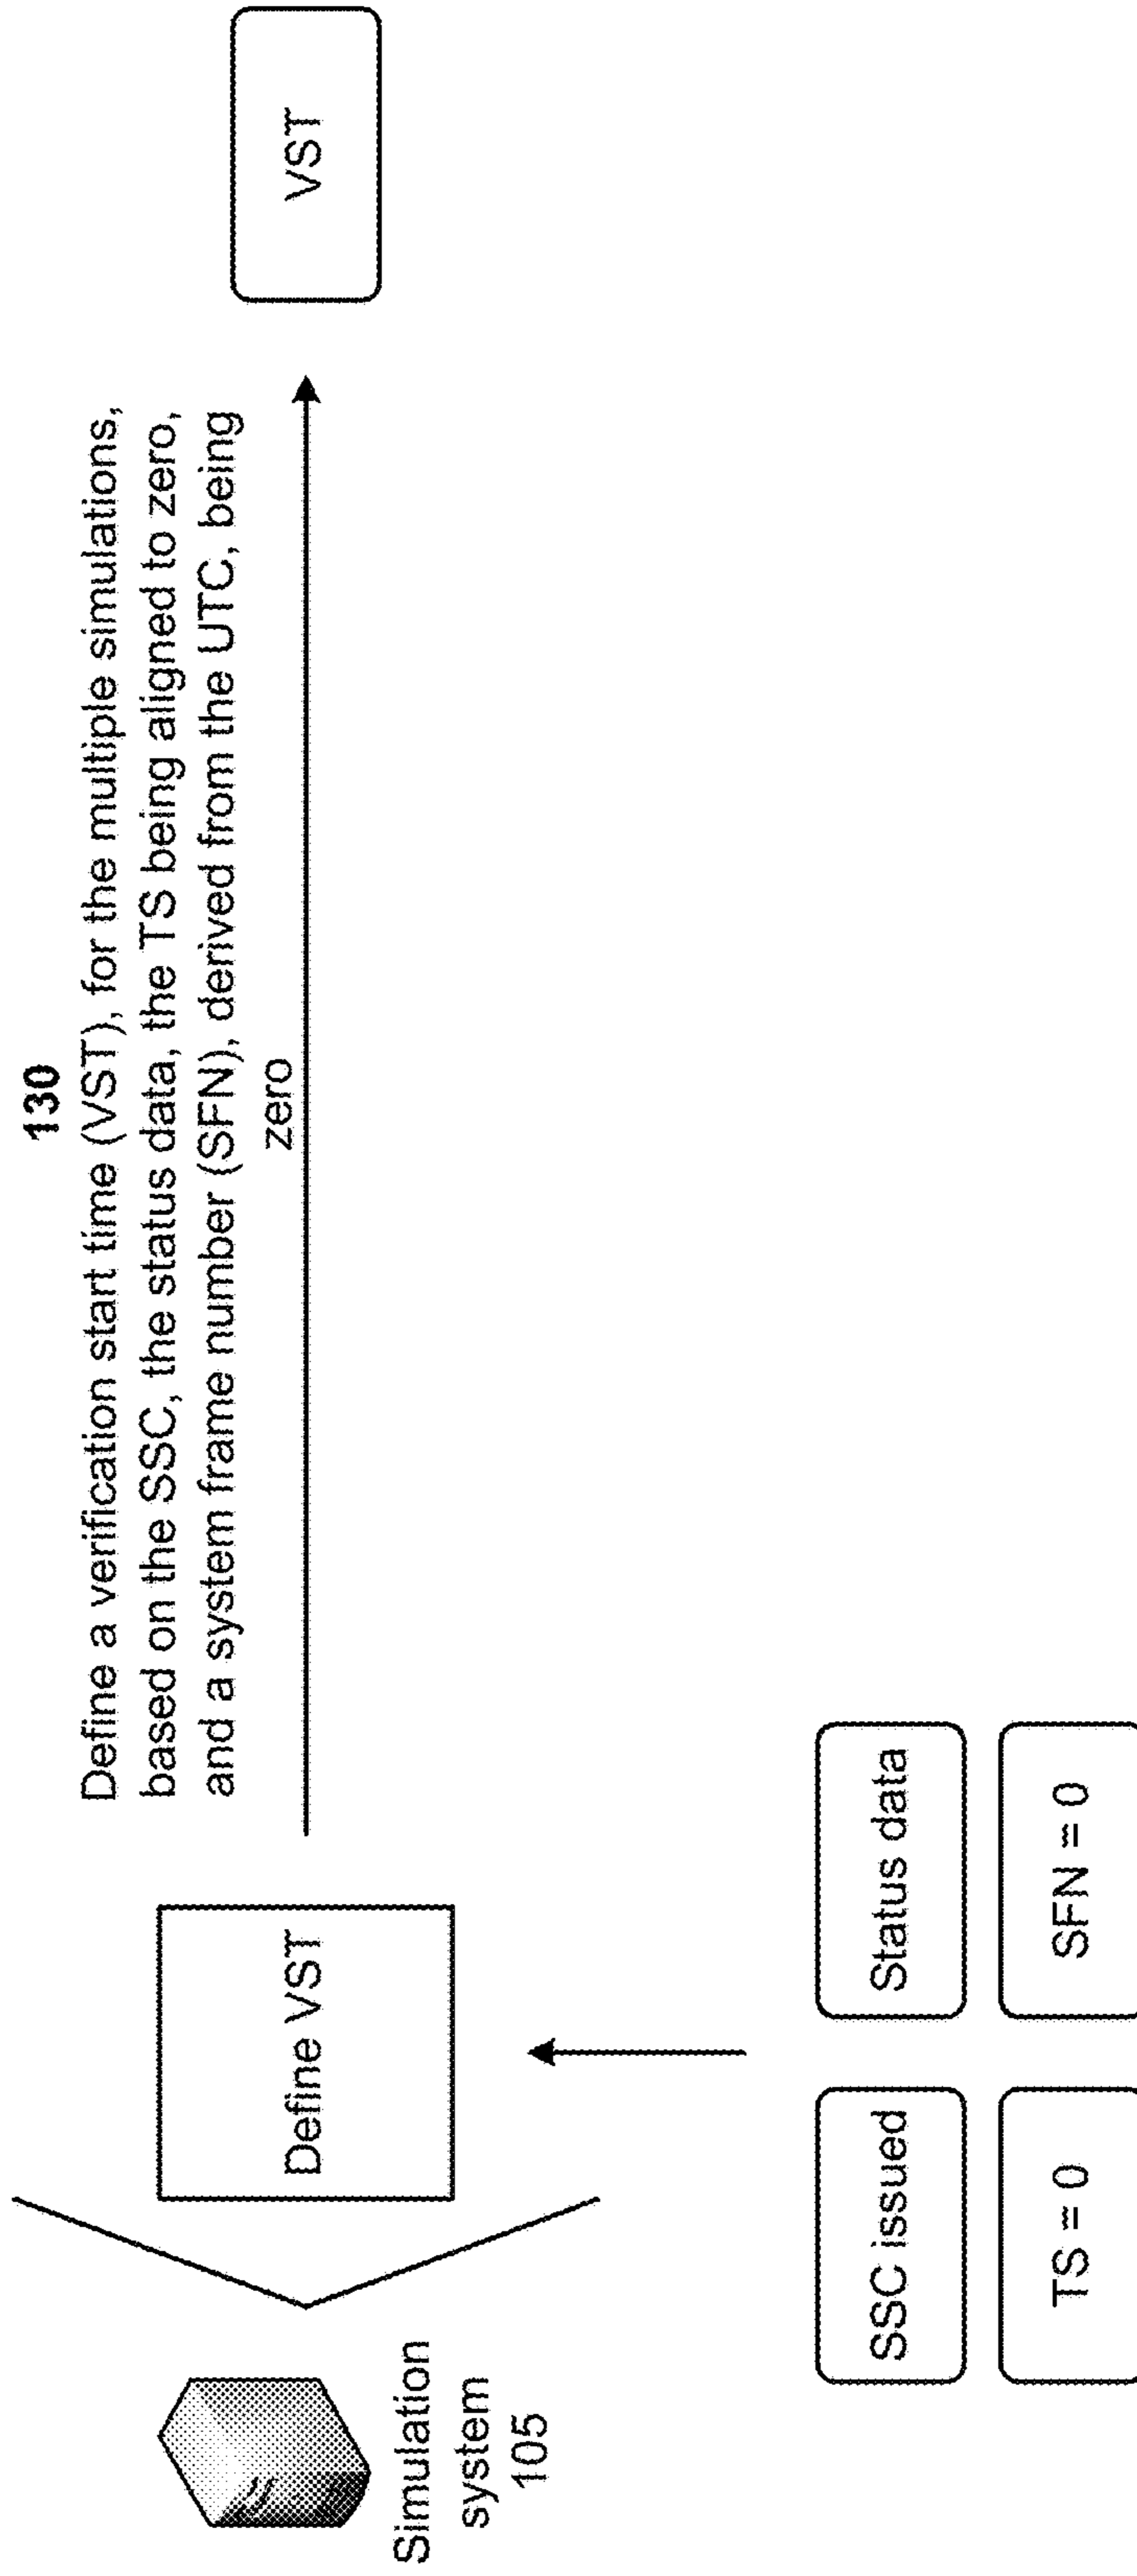 130
Define a verification start time (VST), for the multiple simulations,
based on the SSC, the status data, the TS being aligned to zero,
and a system frame number (SFN), derived from the UTC, being
zero
Simulation
system
105
Define VST
VST
SSC issued
Status data
TS = 0
SFN = 0